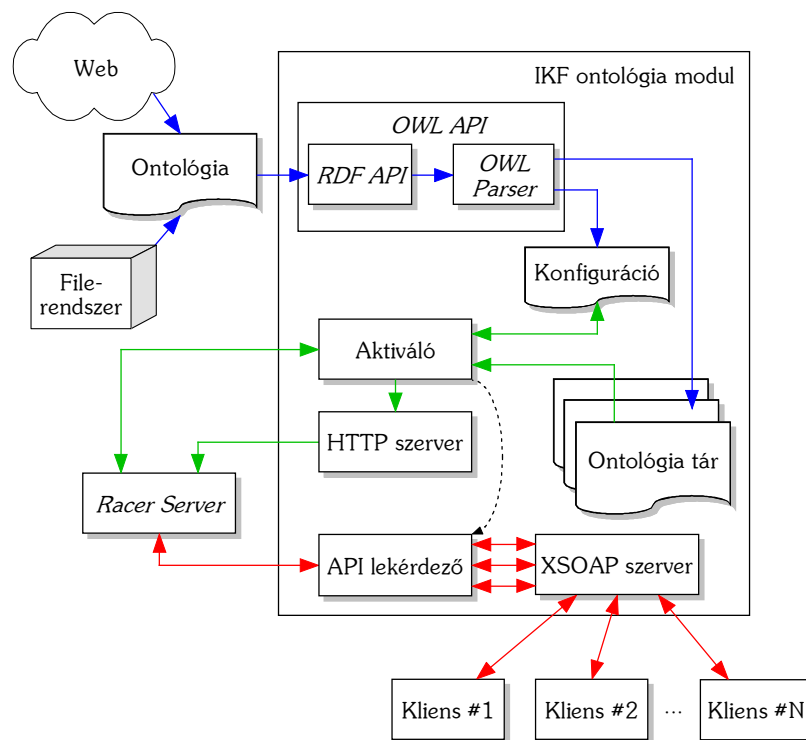 Web
IKF ontológia modul
OWL API
Ontológia
RDF API
OWL
Parser
File-
rendszer
Konfiguráció
Aktiváló
HTTP szerver
Ontológia tár
Racer Server
API lekérdező
XSOAP szerver
Kliens #1
Kliens #2
...
Kliens #N